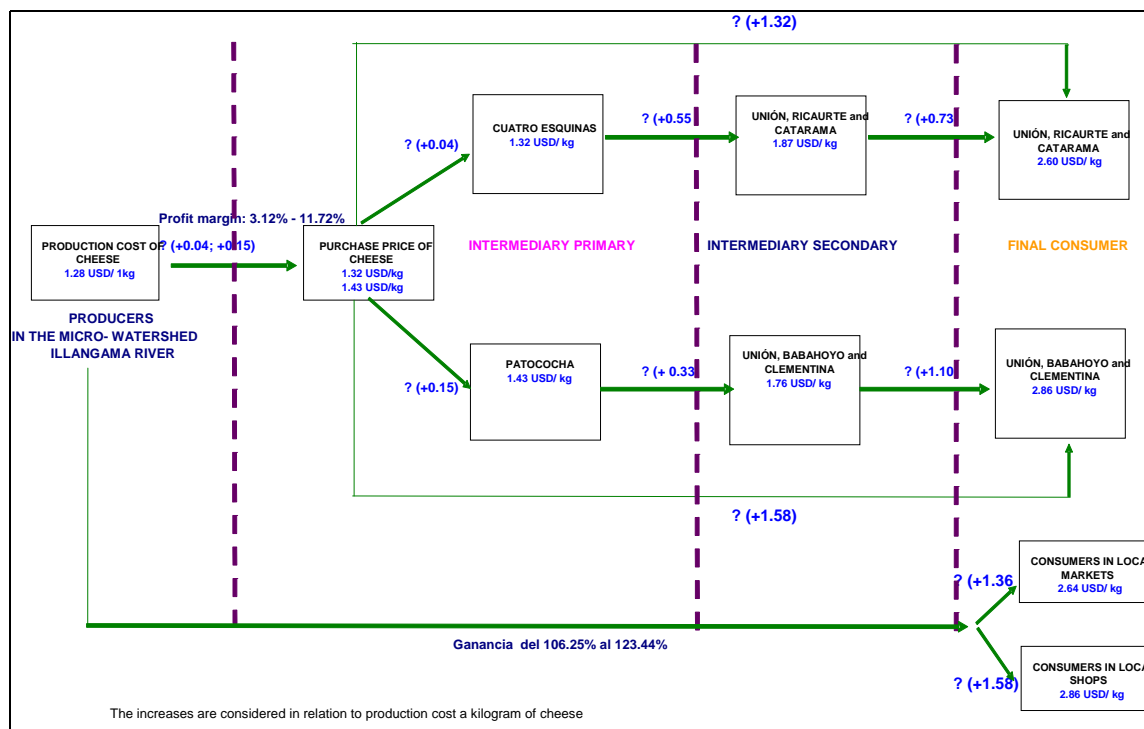 ? (+1.32)
CUATRO ESQUINAS
1.32 USD/ kg
? (+0.55
UNIÓN, RICAURTE and
CATARAMA
1.87 USD/ kg
? (+0.73
UNIÓN, RICAURTE and
CATARAMA
2.60 USD/ kg
? (+0.04)
Profit margin: 3.12% - 11.72%
PRODUCTION COST OF
CHEESE
1.28 USD/ 1kg
? (+0.04; +0.15)
PURCHASE PRICE OF
CHEESE
1.32 USD/kg
1.43 USD/kg
INTERMEDIARY PRIMARY
INTERMEDIARY SECONDARY
FINAL CONSUMER
PRODUCERS
IN THE MICRO- WATERSHED
ILLANGAMA RIVER
? (+0.15)
PATOCOCHA
1.43 USD/ kg
? (+ 0.33
UNIÓN, BABAHOYO and
CLEMENTINA
1.76 USD/ kg
? (+1.10
UNIÓN, BABAHOYO and
CLEMENTINA
2.86 USD/ kg
? (+1.58)
? (+1.36
CONSUMERS IN LOCA
MARKETS
2.64 USD/ kg
Ganancia del 106.25% al 123.44%
? (+1.58)
CONSUMERS IN LOCA
SHOPS
2.86 USD/ kg
The increases are considered in relation to production cost a kilogram of cheese